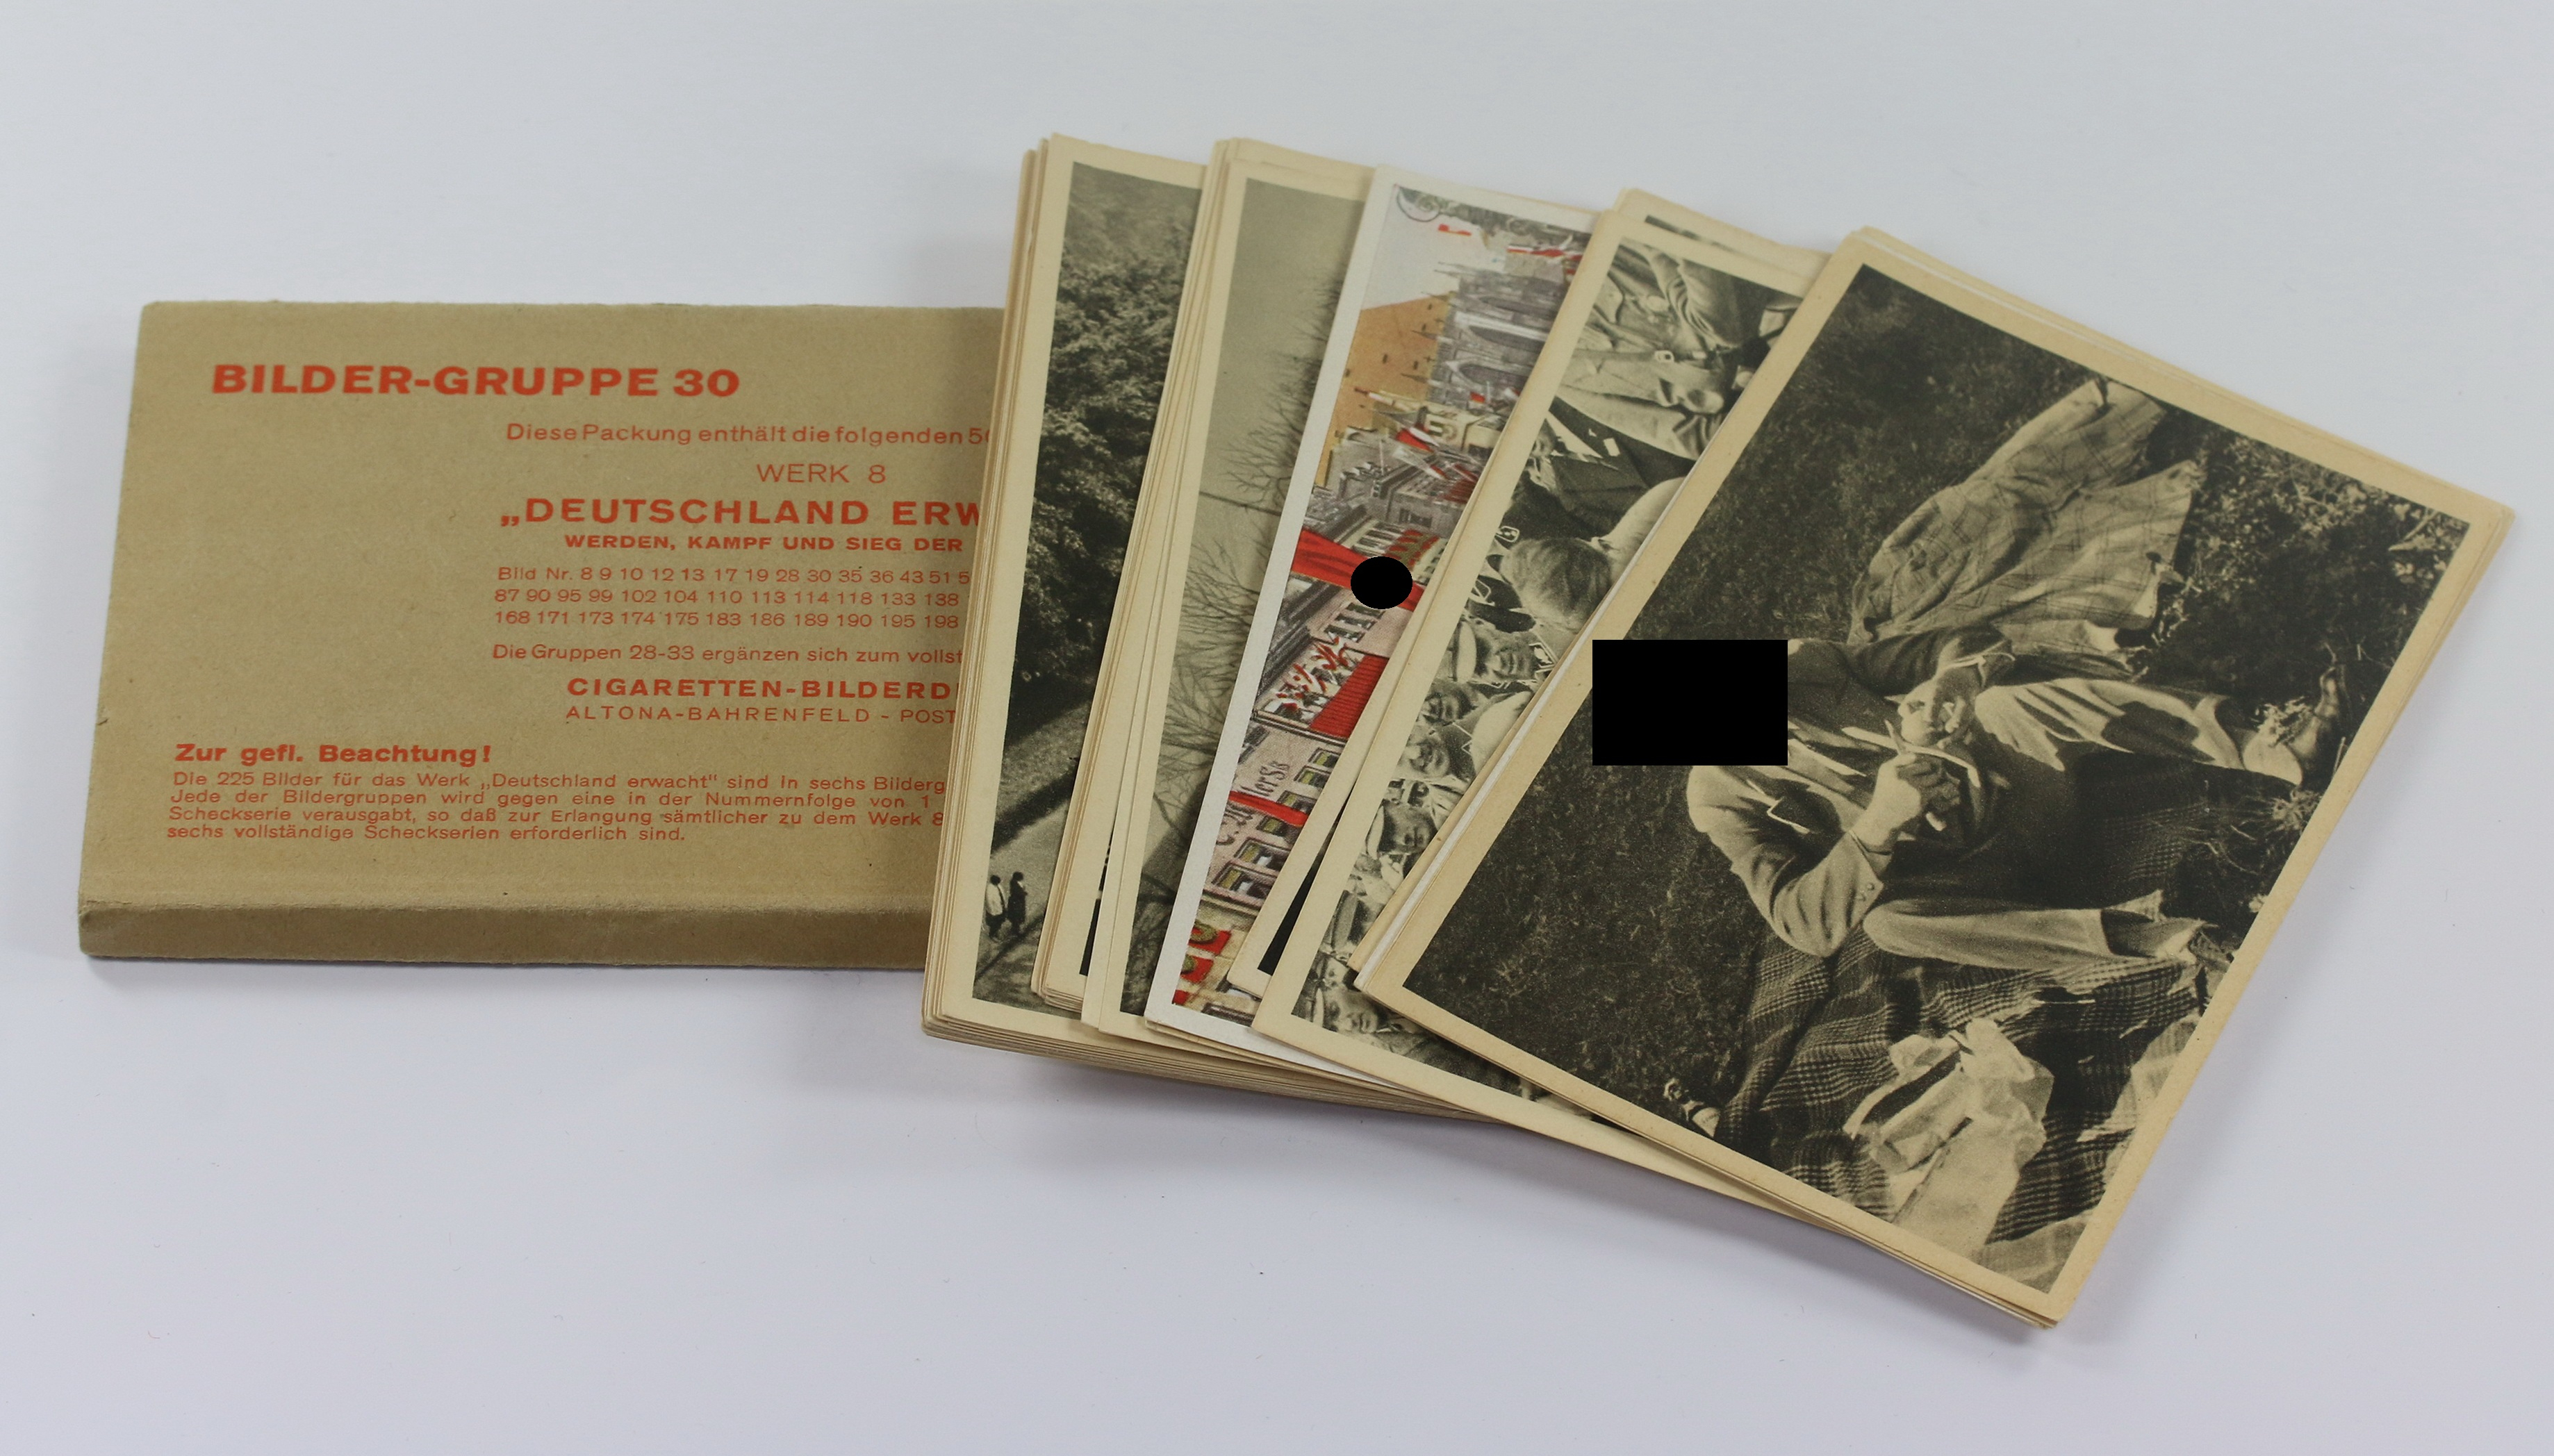 BILDER-GRUPPE 30
Diese Packung enthält die folgenden
WERK 8
„DEUTSCHLAND ERW
WERDEN, KAMPF UND SIEG DER
Bild Nr. 8 9 10 12 13 17 19 28 30 35 36 43 51 5
87 90 95 99 102 104 110 113 114 118 133 138
168 171 173 174 175 183 186 189 190 195 198
Die Gruppen 28-33 ergänzen sich zum vollst
CIGARETTEN-BILDERD
ALTONA-BAHRENFELD - POST
Zur gefl. Beachtung!
Die 225 Bilder für das Werk „Deutschland erwacht" sind in sechs Bilderg
Jede der Bildergruppen wird gegen eine in der Nummernfolge von 1
Scheckserie verausgabt, so daß zur Erlangung sämtlicher zu dem Werk 8
sechs vollständige Scheckserien erforderlich sind.